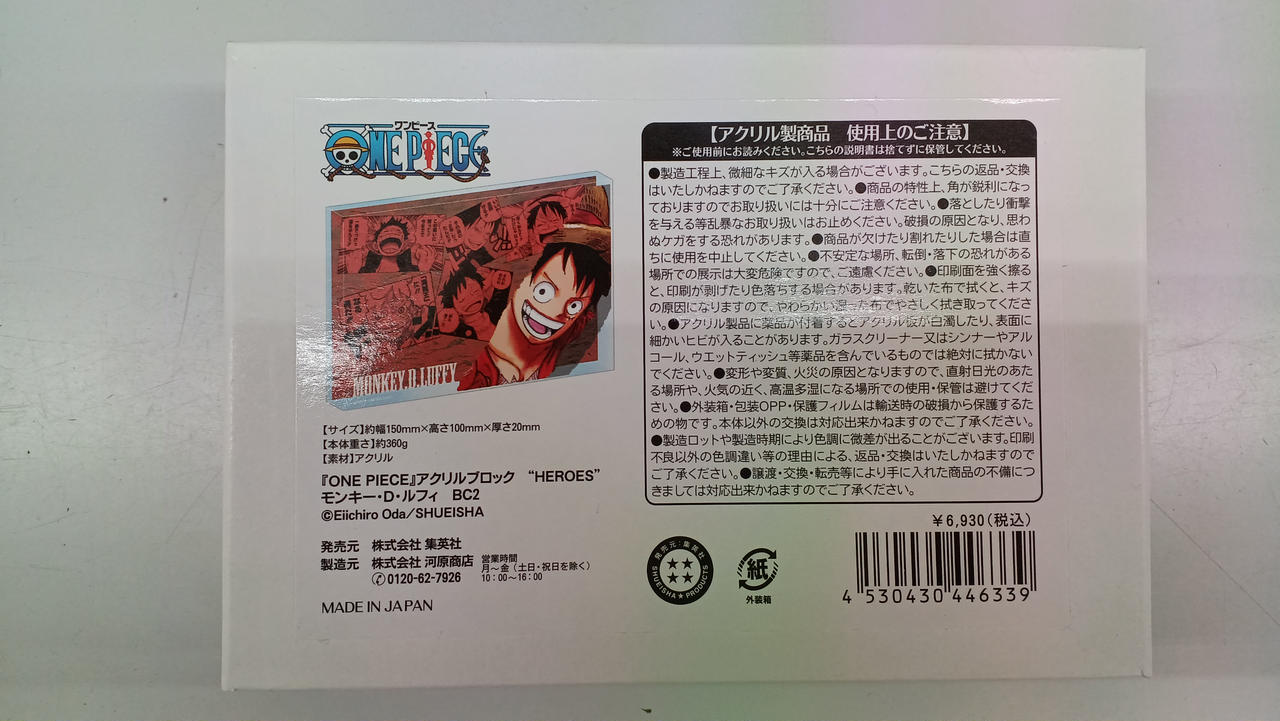 ワンピース
ONE PIECE
MONKEY.D.LUFFY
【サイズ】約幅150mm×高さ100mm×厚さ20mm
【本体重さ】約360g
【素材】アクリル
『ONE PIECE』アクリルブロック “HEROES”
モンキー・D・ルフィ BC2
©Eiichiro Oda/SHUEISHA
発売元 株式会社 集英社
製造元 株式会社 河原商店
0120-62-7926
営業時間
月~金（土日・祝日を除く）
10：00~16：00
MADE IN JAPAN
【アクリル製商品 使用上のご注意】
※ご使用前にお読みください。こちらの説明書は捨てずに保管してください。
●製造工程上、微細なキズが入る場合がございます。こちらの返品・交換
はいたしかねますのでご了承ください。●商品の特性上、角が鋭利になっ
ておりますのでお取り扱いには十分にご注意ください。●落としたり衝撃
を与える等乱暴なお取り扱いはお止めください。破損の原因となり、思わ
ぬケガをする恐れがあります。●商品が欠けたり割れたりした場合は直
ちに使用を中止してください。●不安定な場所、転倒・落下の恐れがある
場所での展示は大変危険ですので、ご遠慮ください。●印刷面を強く擦る
と、印刷が剥げたり色落ちする場合があります。乾いた布で拭くと、キズ
の原因になりますので、やわらかい湿った布でやさしく拭き取ってくださ
い。●アクリル製品に薬品が付着するとアクリル板が白濁したり、表面に
細かいヒビが入ることがあります。ガラスクリーナー又はシンナーやアル
コール、ウエットティッシュ等薬品を含んでいるものでは絶対に拭かない
でください。●変形や変質、火災の原因となりますので、直射日光のあた
る場所や、火気の近く、高温多湿になる場所での使用・保管は避けてくだ
さい。●外装箱・包装OPP・保護フィルムは輸送時の破損から保護するた
めの物です。本体以外の交換は出来かねますのでご了承ください。
●製造ロットや製造時期により色調に微差が出ることがございます。印刷
不良以外の色調違い等の理由による、返品・交換はいたしかねますので
ご了承ください。●譲渡・交換・転売等により手に入れた商品の不備につ
きましては対応出来かねますのでご了承ください。
￥6,930（税込）
発売元：集英社
SHUEISHA★PRODUCTS
紙
外装箱
4 530430 446339